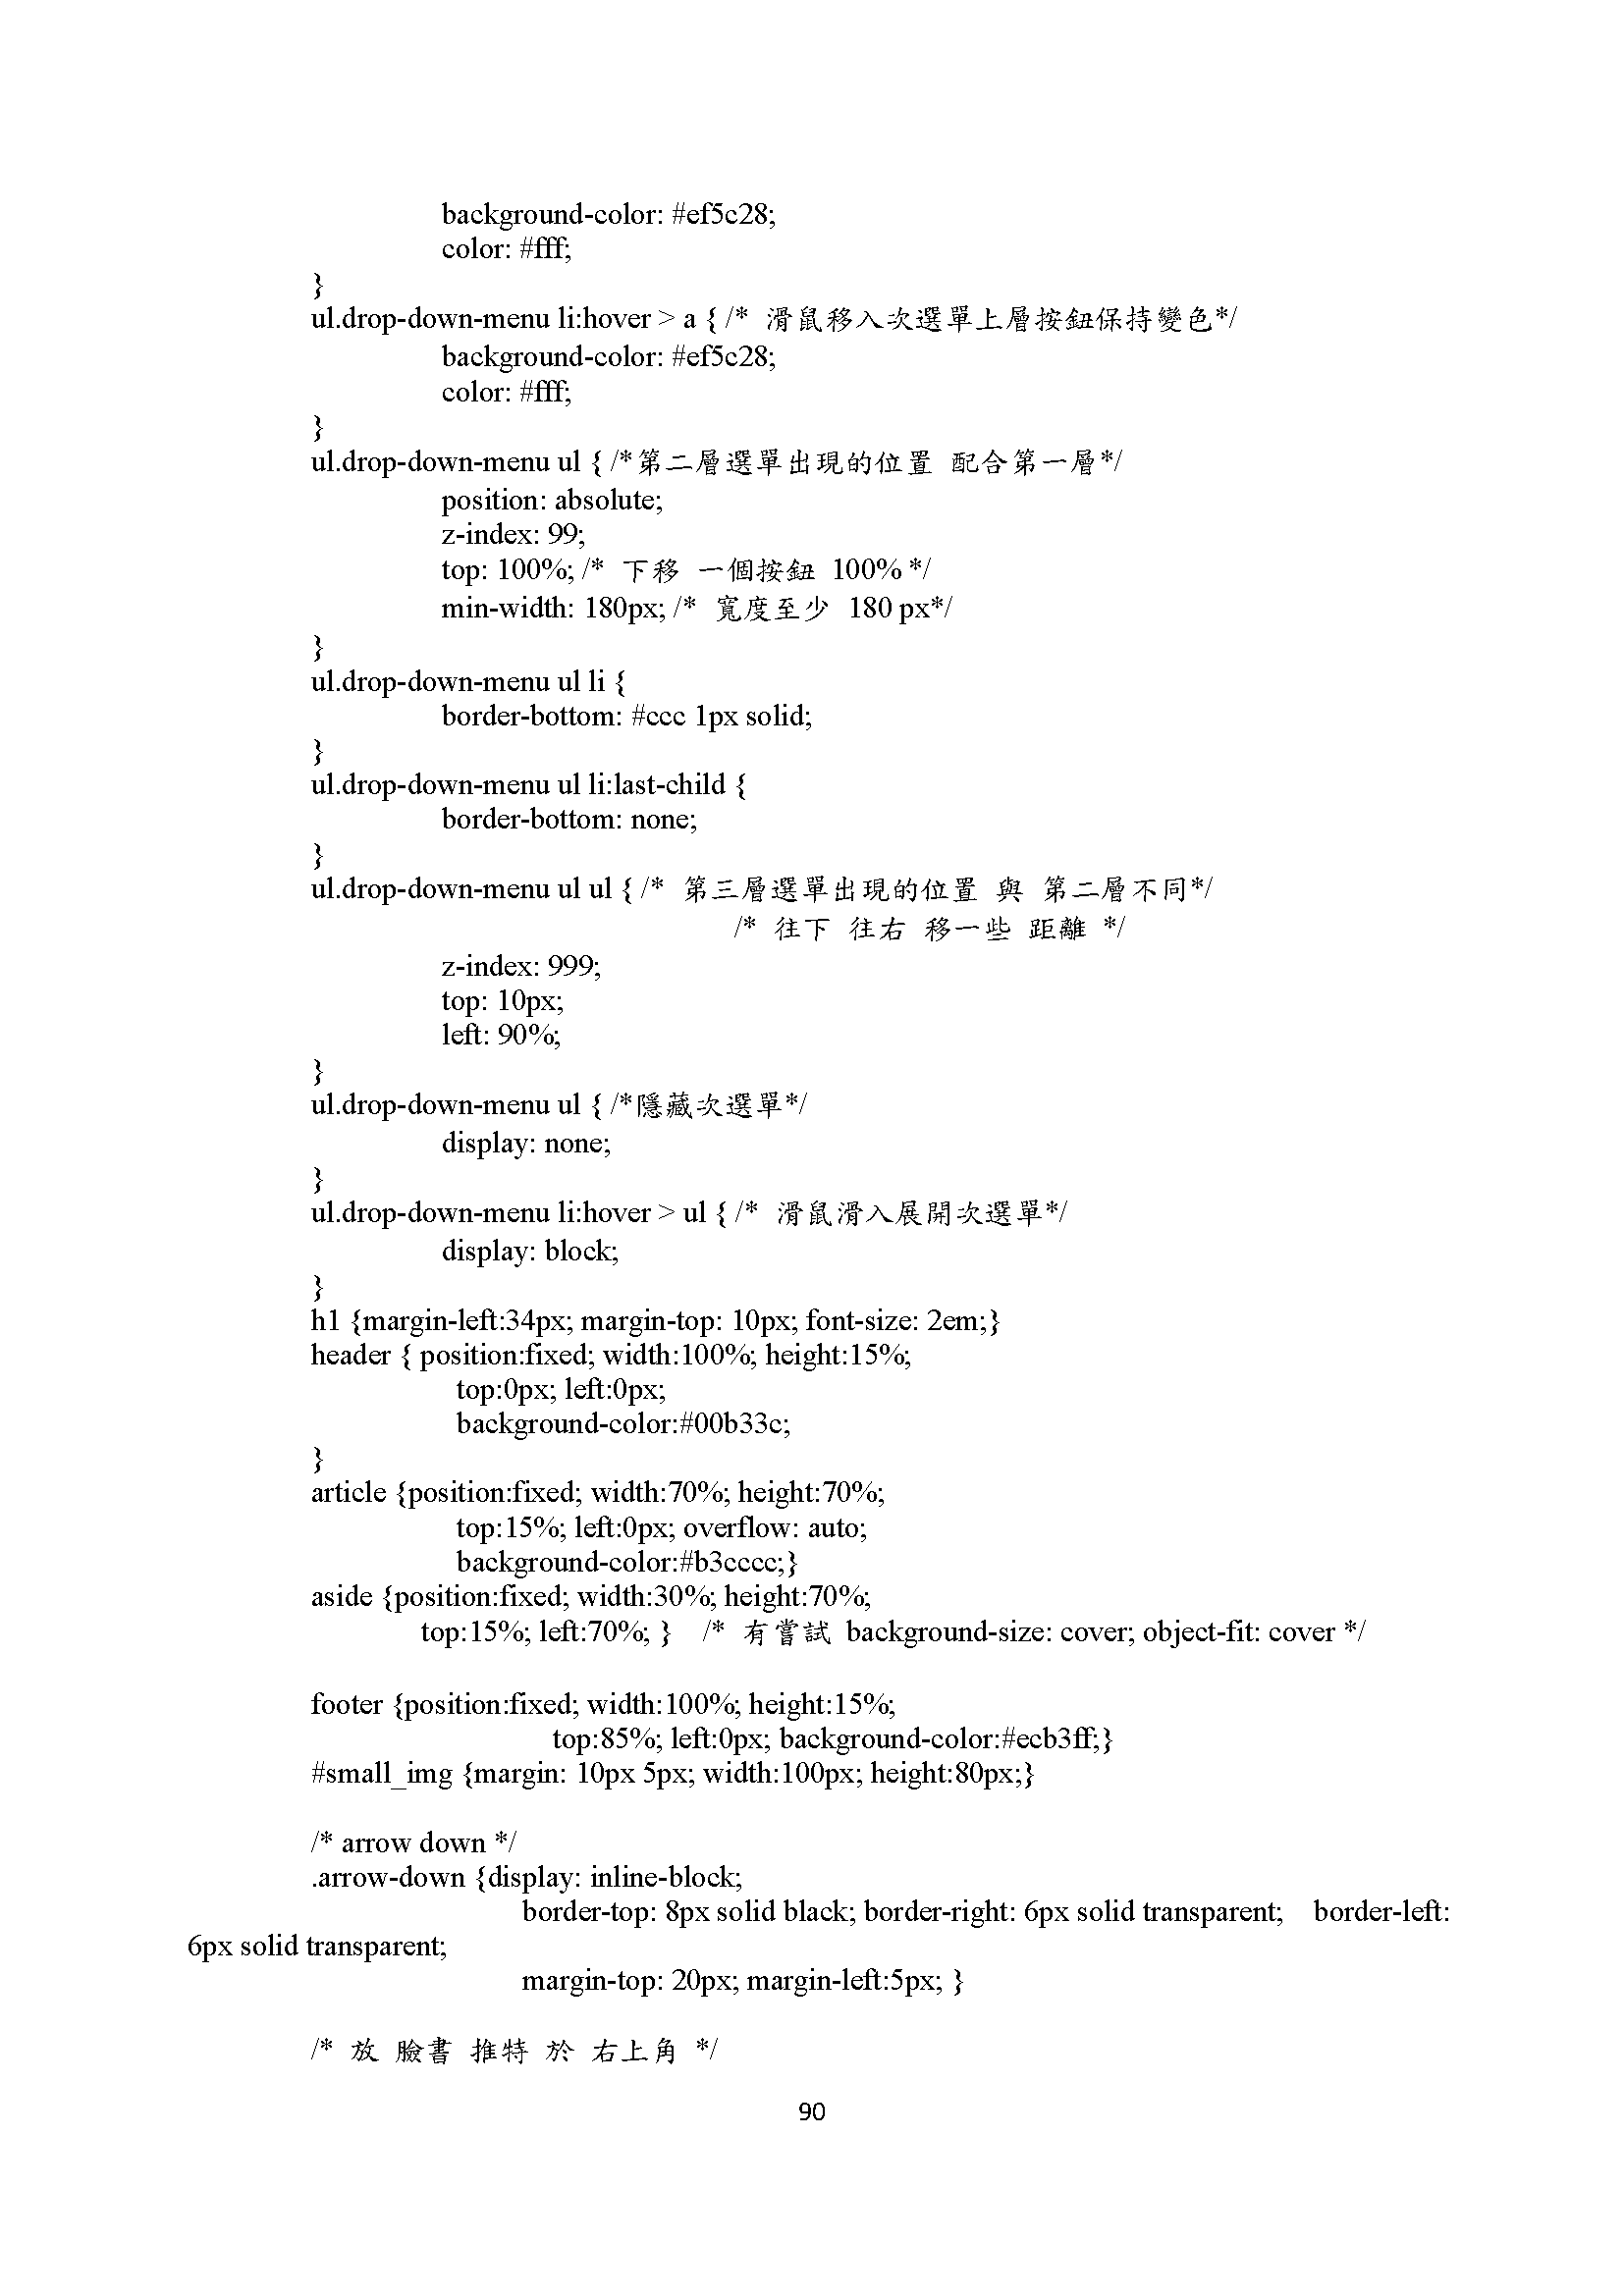 background-color: #ef5c28;
color: #fff;
}
ul.drop-down-menu li:hover > a { /* 滑鼠移入次選單上層按鈕保持變色*/
background-color: #ef5c28;
color: #fff;
}
ul.drop-down-menu ul { /*第二層選單出現的位置 配合第一層*/
position: absolute;
z-index: 99;
top: 100%; /* 下移 一個按鈕 100% */
min-width: 180px; /* 寬度至少 180 px*/
}
ul.drop-down-menu ul li {
border-bottom: #ccc 1px solid;
}
ul.drop-down-menu ul li:last-child {
border-bottom: none;
}
ul.drop-down-menu ul ul { /* 第三層選單出現的位置 與 第二層不同*/
/* 往下 往右 移一些 距離 */
z-index: 999;
top: 10px;
left: 90%;
}
ul.drop-down-menu ul { /*隱藏次選單*/
display: none;
}
ul.drop-down-menu li:hover > ul { /* 滑鼠滑入展開次選單*/
display: block;
}
h1 {margin-left:34px; margin-top: 10px; font-size: 2em;}
header { position:fixed; width:100%; height:15%;
top:0px; left:0px;
background-color:#00b33c;
}
article {position:fixed; width:70%; height:70%;
top:15%; left:0px; overflow: auto;
background-color:#b3cccc;}
aside {position:fixed; width:30%; height:70%;
top:15%; left:70%; } /* 有嘗試 background-size: cover; object-fit: cover */
footer {position:fixed; width:100%; height:15%;
top:85%; left:0px; background-color:#ecb3ff;}
#small_img {margin: 10px 5px; width:100px; height:80px;}
/* arrow down */
.arrow-down {display: inline-block;
border-top: 8px solid black; border-right: 6px solid transparent; border-left:
6px solid transparent;
margin-top: 20px; margin-left:5px; }
/* 放 臉書 推特 於 右上角 */
90